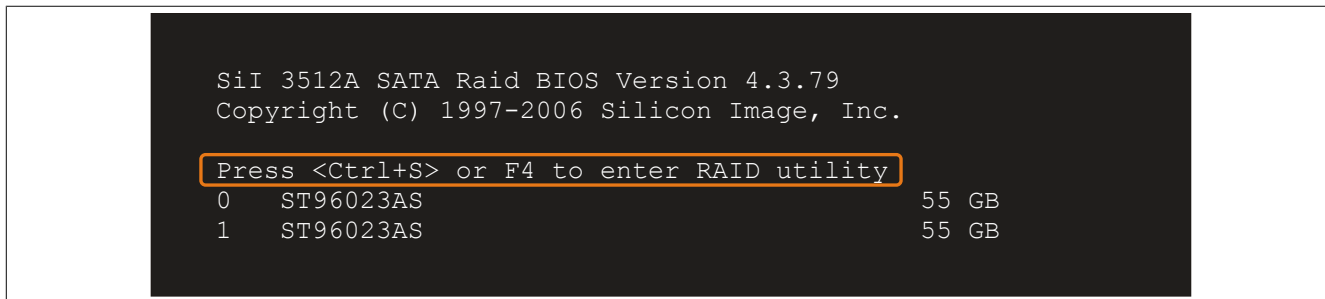 SiI 3512A SATA Raid BIOS Version 4.3.79
Copyright (C) 1997-2006 Silicon Image, Inc.
Press <Ctrl+S> or F4 to enter RAID utility
0 ST96023AS 55 GB
1 ST96023AS 55 GB